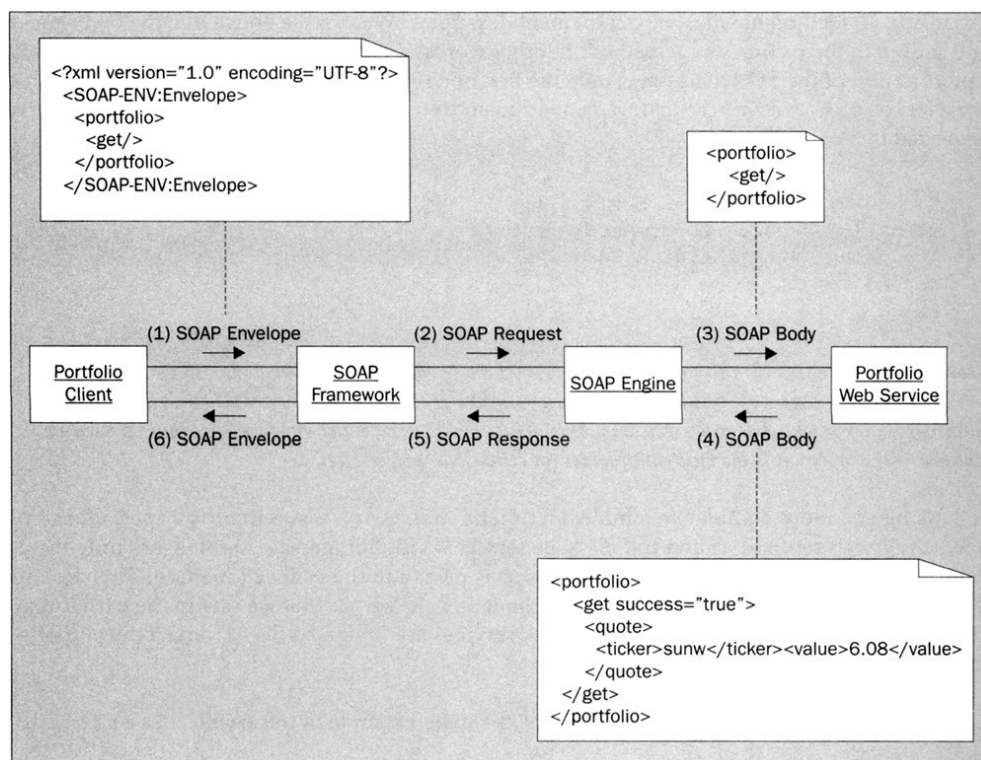 <?xml version="1.0" encoding="UTF-8"?>
<SOAP-ENV:Envelope>
<portfolio>
<get/>
</portfolio>
</SOAP-ENV:Envelope>
<portfolio>
<get/>
</portfolio>
(1) SOAP Envelope
(2) SOAP Request
(3) SOAP Body
Portfolio
Client
SOAP
Framework
SOAP Engine
Portfolio
Web Service
(6) SOAP Envelope
(5) SOAP Response
(4) SOAP Body
<portfolio>
<get success="true">
<quote>
<ticker>sunw</ticker><value>6.08</value>
</quote>
</get>
</portfolio>